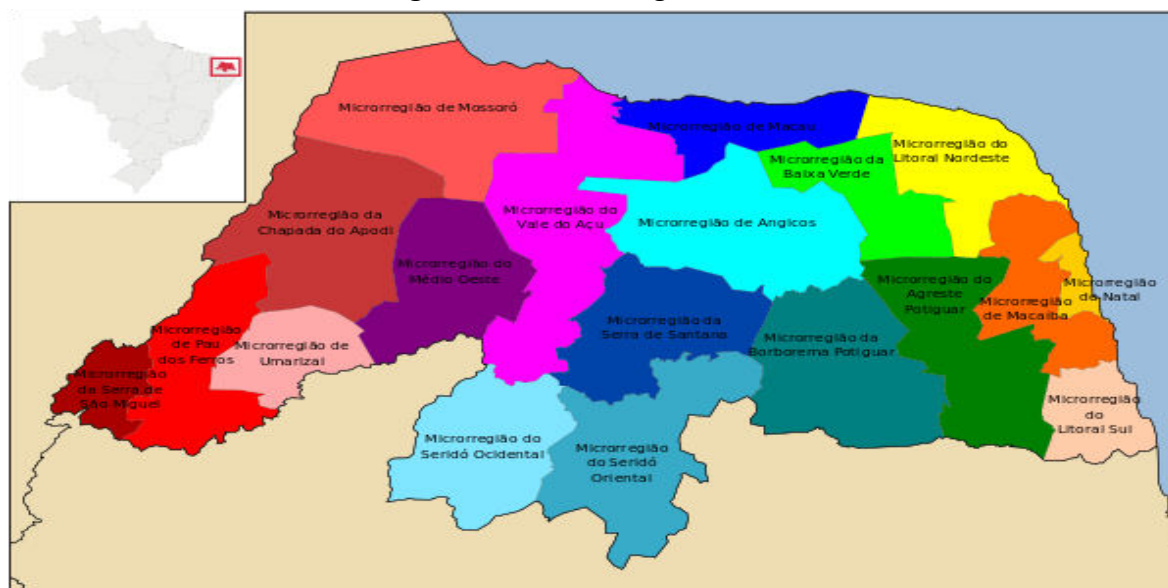 Microrregião de Mossoró
Microrregião de Macau
Microrregião do
Litoral Nordeste
Microrregião da
Baixa Verde
Microrregião da
Chapada do Apodi
Microrregião do
Vale do Açu
Microrregião de Angicos
Microrregião do
Médio Oeste
Microrregião do
Agreste
Potiguar
Microrregião
da Natal
Microrregião
de Macaíba
Microrregião
de Pau
dos Ferros
Microrregião de
Umarizal
Microrregião da
Serra de Santana
Microrregião da
Borborema Potiguar
Microrregião
da Serra de
São Miguel
Microrregião
do
Litoral Sul
Microrregião do
Seridó Ocidental
Microrregião
do Seridó
Oriental